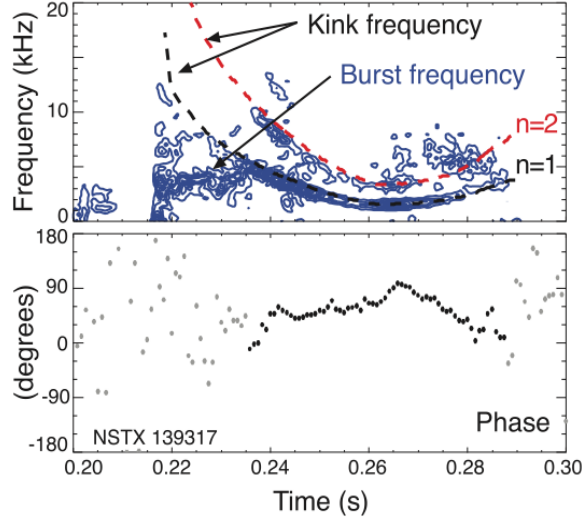 20
Kink frequency
Burst frequency
10
n=2
n=1
0
Frequency (kHz)
180
90
0
-90
-180
(degrees)
Phase
NSTX 139317
0.20 0.22 0.24 0.26 0.28 0.30
Time (s)